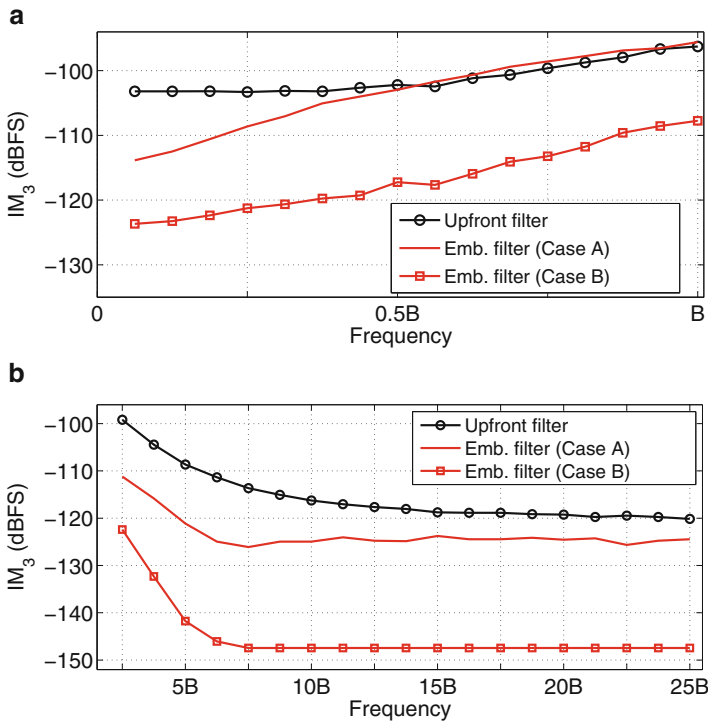 a
−100
−110
−120
−130
IM3 (dBFS)
Upfront filter
Emb. filter (Case A)
Emb. filter (Case B)
0
0.5B
B
Frequency
b
−100
−110
−120
−130
−140
−150
IM3 (dBFS)
Upfront filter
Emb. filter (Case A)
Emb. filter (Case B)
5B
10B
15B
20B
25B
Frequency